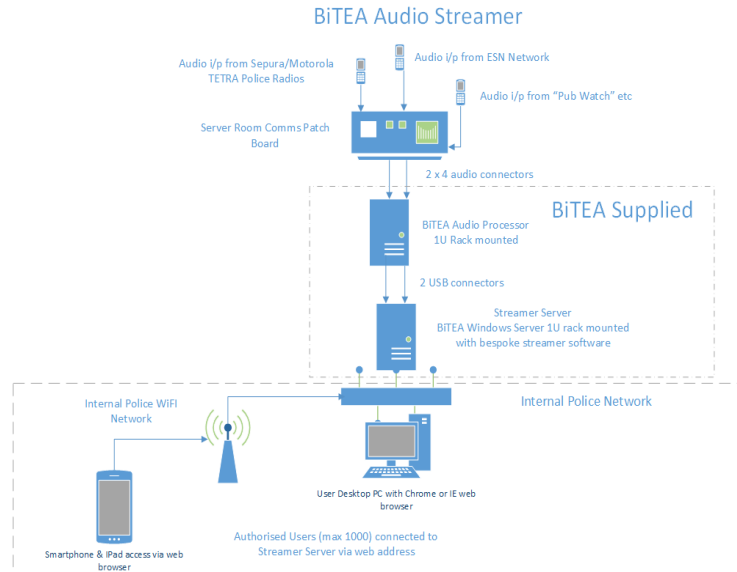 BiTEA Audio Streamer
Audio i/p from Sepura/Motorola
TETRA Police Radios
Audio i/p from ESN Network
Audio i/p from “Pub Watch” etc
Server Room Comms Patch
Board
2 x 4 audio connectors
BiTEA Supplied
BiTEA Audio Processor
1U Rack mounted
2 USB connectors
Streamer Server
BiTEA Windows Server 1U rack mounted
with bespoke streamer software
Internal Police WiFI
Network
Internal Police Network
User Desktop PC with Chrome or IE web
browser
Authorised Users (max 1000) connected to
Streamer Server via web address
Smartphone & IPad access via web
browser